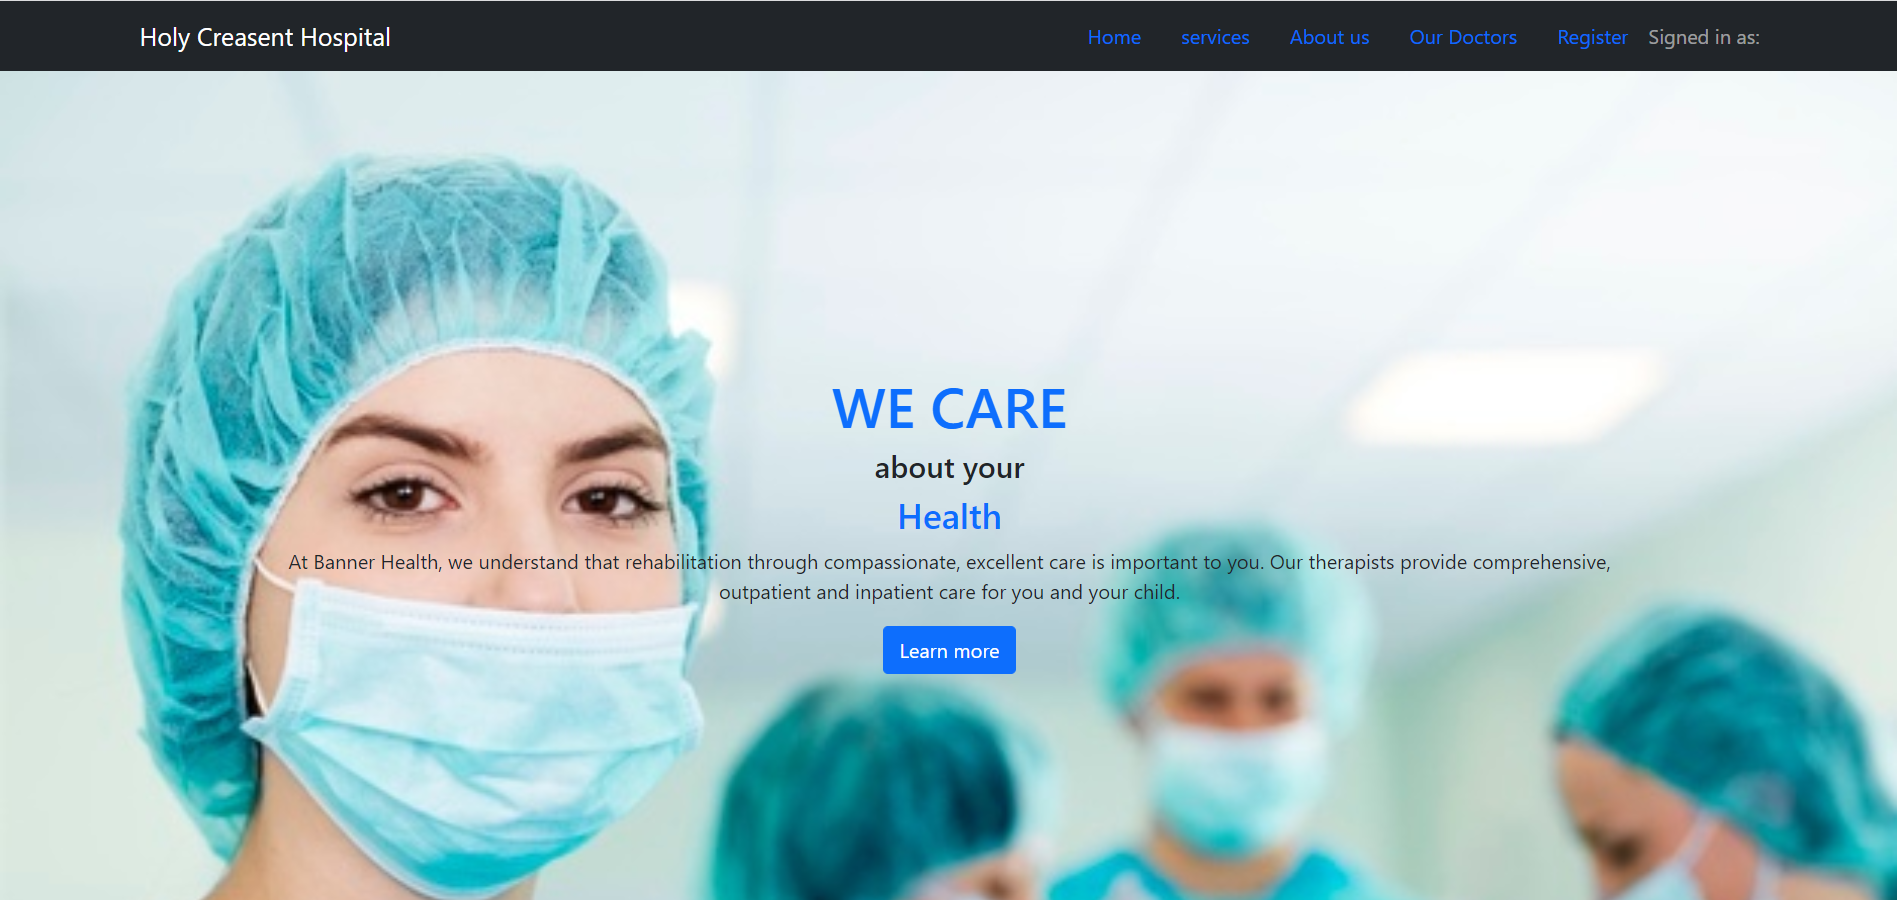 Holy Creasent Hospital
Home services About us Our Doctors Register Signed in as:
WE CARE
about your
Health
At Banner Health, we understand that rehabilitation through compassionate, excellent care is important to you. Our therapists provide comprehensive,
outpatient and inpatient care for you and your child.
Learn more